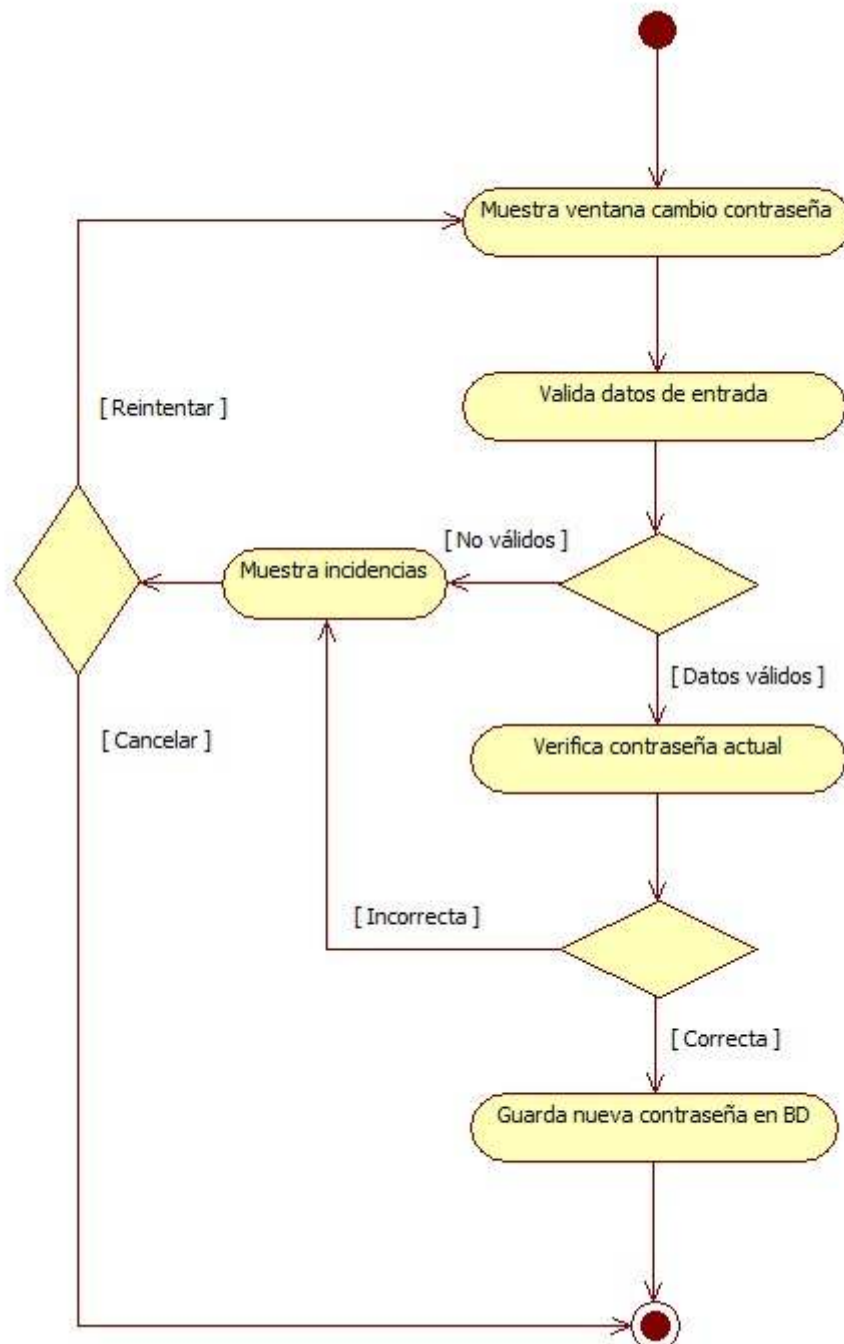 Muestra ventana cambio contraseña
Valida datos de entrada
[ Reintentar ]
[ No válidos ]
Muestra incidencias
[ Datos válidos ]
[ Cancelar ]
Verifica contraseña actual
[ Incorrecta ]
[ Correcta ]
Guarda nueva contraseña en BD